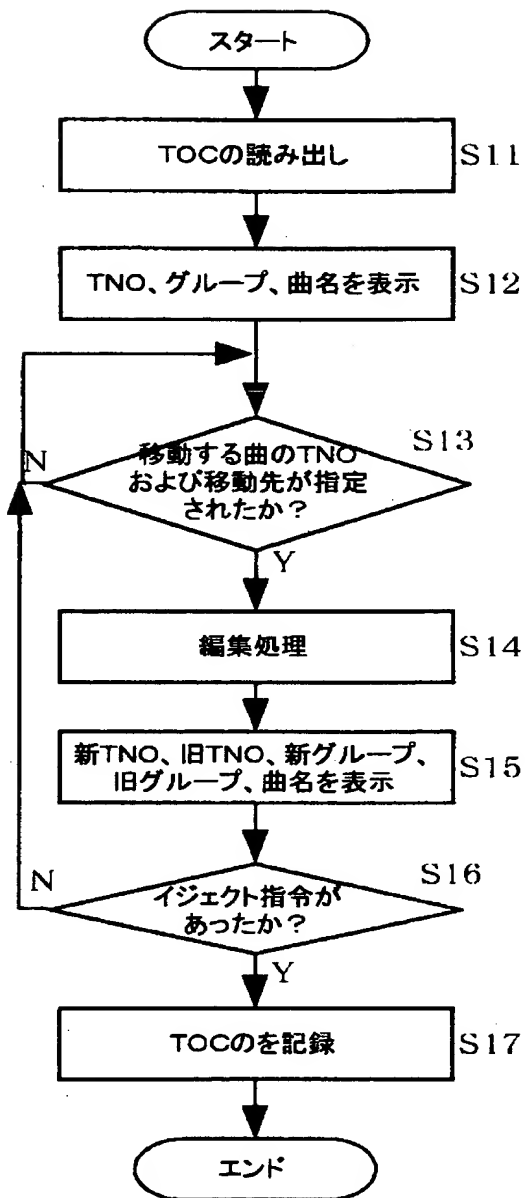 スタート
TOCの読み出し
S11
TNO、グループ、曲名を表示
S12
S13
移動する曲のTNO
および移動先が指定
されたか？
N
Y
編集処理
S14
新TNO、旧TNO、新グループ、
旧グループ、曲名を表示
S15
S16
イジェクト指令が
あったか？
N
Y
TOCのを記録
S17
エンド